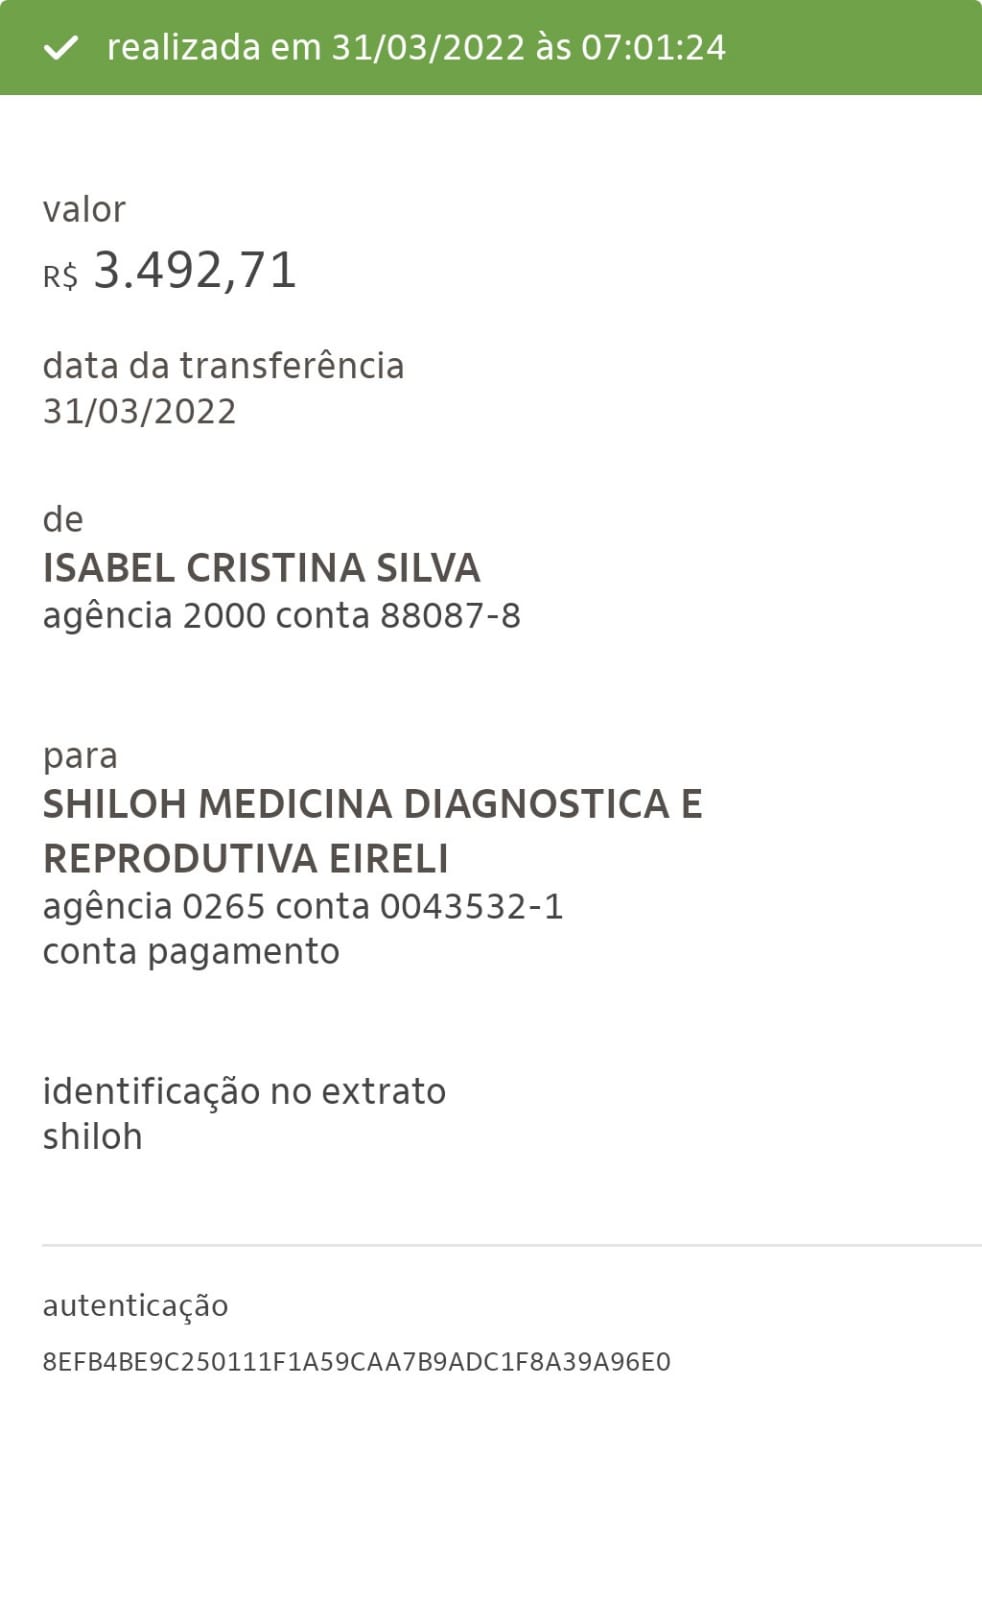 realizada em 31/03/2022 às 07:01:24
valor
R$ 3.492,71
data da transferência
31/03/2022
de
ISABEL CRISTINA SILVA
agência 2000 conta 88087-8
para
SHILOH MEDICINA DIAGNOSTICA E
REPRODUTIVA EIRELI
agência 0265 conta 0043532-1
conta pagamento
identificação no extrato
shiloh
autenticação
8EFB4BE9C250111F1A59CAA7B9ADC1F8A39A96E0